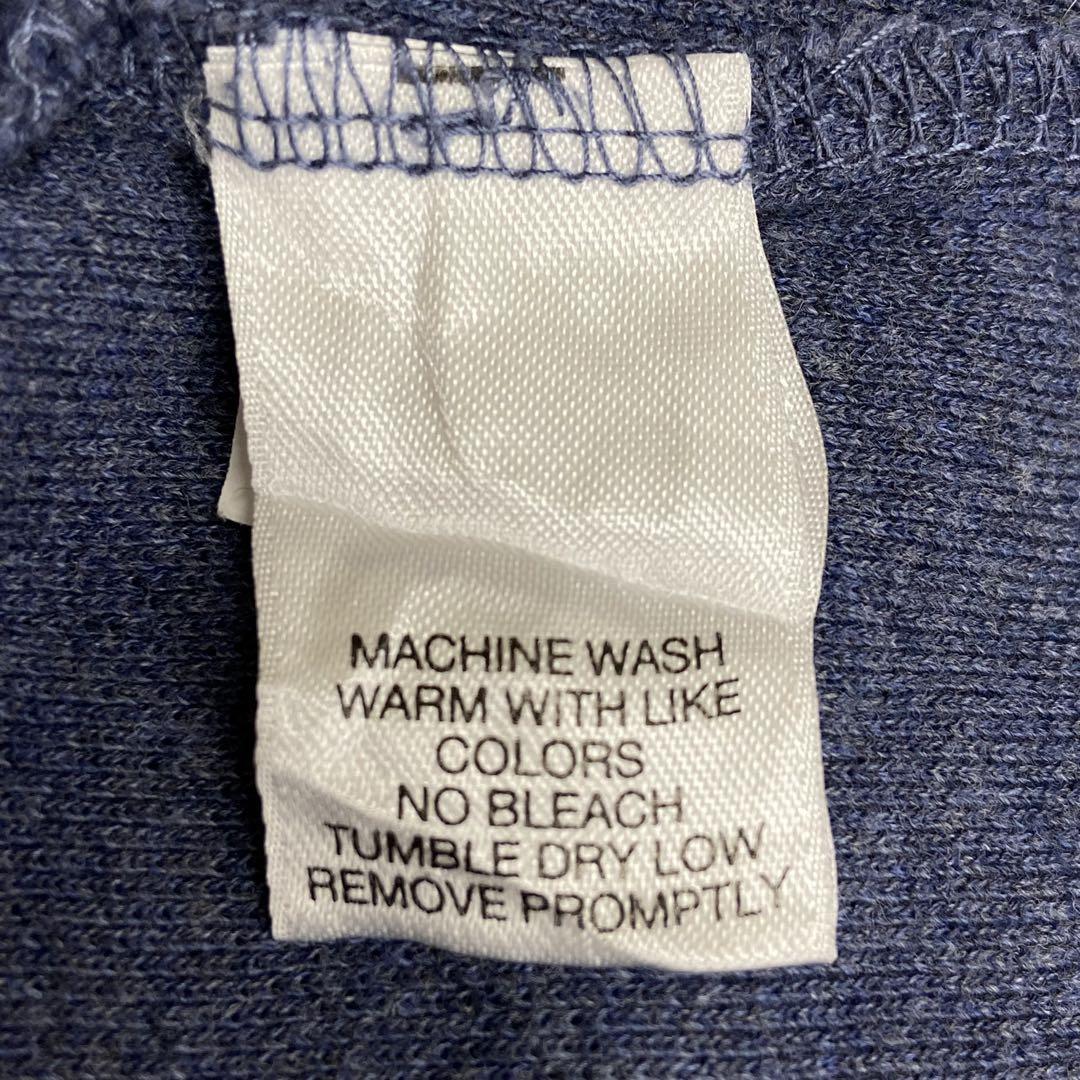 MACHINE WASH
WARM WITH LIKE
COLORS
NO BLEACH
TUMBLE DRY LOW
REMOVE PROMPTLY